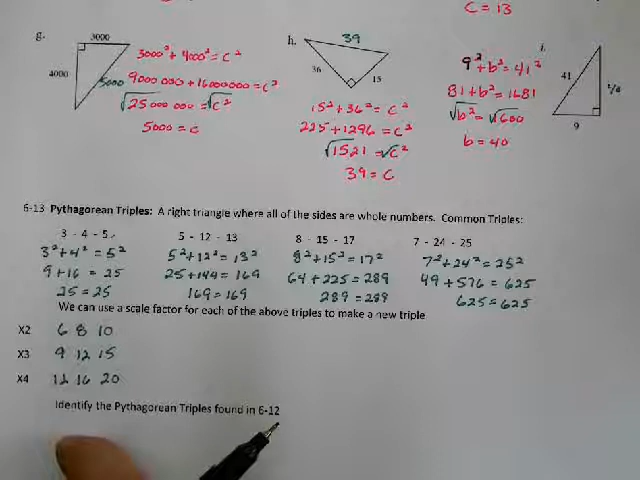 C = 13
g.
3000
4000
5000
3000² + 4000² = c²
9000000 + 16000000 = c²
√25000000 = √c²
5000 = c
h.
39
36
15
15² + 36² = c²
225 + 1296 = c²
√1521 = √c²
39 = c
i.
41
9
9² + b² = 41²
81 + b² = 1681
√b² = √1600
b = 40
6-13 Pythagorean Triples: A right triangle where all of the sides are whole numbers. Common Triples:
3 - 4 - 5 5 - 12 - 13 8 - 15 - 17 7 - 24 - 25
3² + 4² = 5² 5² + 12² = 13² 8² + 15² = 17² 7² + 24² = 25²
9 + 16 = 25 25 + 144 = 169 64 + 225 = 289 49 + 576 = 625
25 = 25 169 = 169 289 = 289 625 = 625
We can use a scale factor for each of the above triples to make a new triple
X2 6 8 10
X3 9 12 15
X4 12 16 20
Identify the Pythagorean Triples found in 6-12